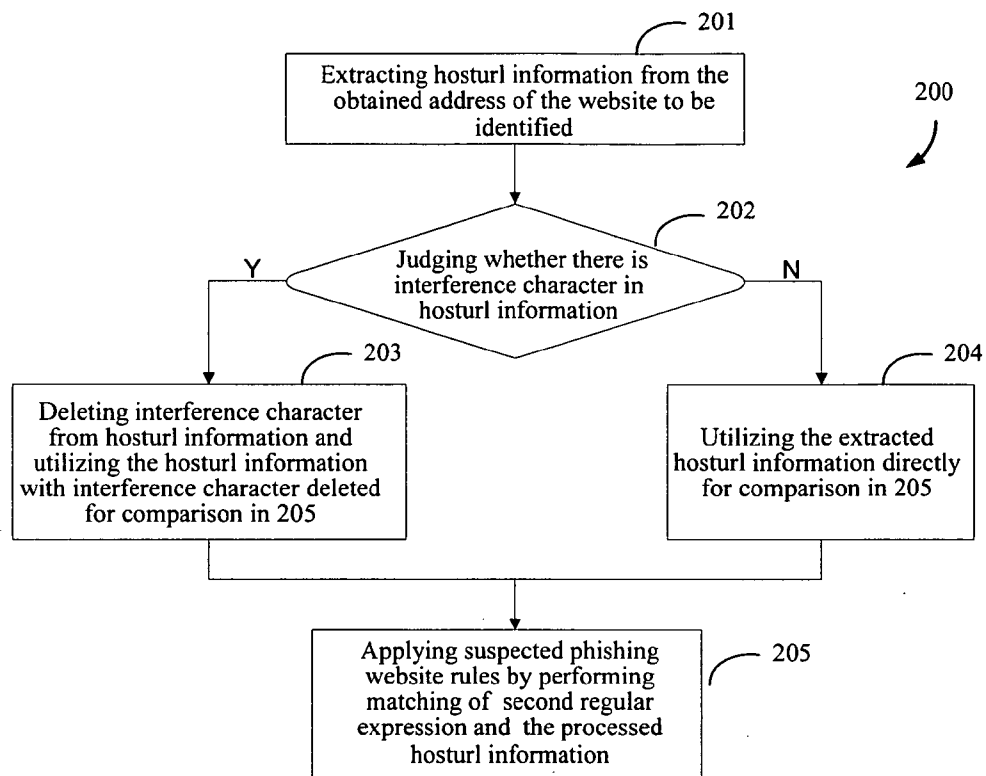 201
Extracting hosturl information from the
obtained address of the website to be
identified
200
202
Judging whether there is
interference character in
hosturl information
Y
N
203
Deleting interference character
from hosturl information and
utilizing the hosturl information
with interference character deleted
for comparison in 205
204
Utilizing the extracted
hosturl information directly
for comparison in 205
Applying suspected phishing
website rules by performing
matching of second regular
expression and the processed
hosturl information
205